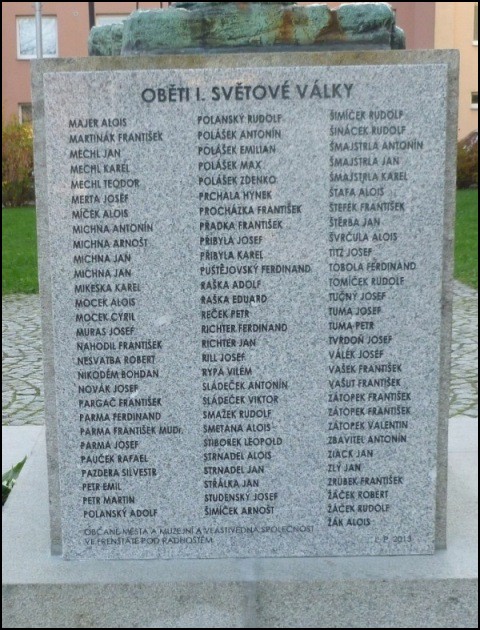 OBĚTI I. SVĚTOVÉ VÁLKY
MAJER ALOIS
MARTINÁK FRANTIŠEK
MECHL JAN
MECHL KAREL
MECHL TEODOR
MERTA JOSEF
MÍČEK ALOIS
MICHNA ANTONÍN
MICHNA ARNOŠT
MICHNA JAN
MICHNA JAN
MIKESKA KAREL
MOCEK ALOIS
MOCEK CYRIL
MURAS JOSEF
NAHODIL FRANTIŠEK
NESVATBA ROBERT
NIKODÉM BOHDAN
NOVÁK JOSEF
PARGAČ FRANTIŠEK
PARMA FERDINAND
PARMA FRANTIŠEK MUDr.
PARMA JOSEF
PAUČEK RAFAEL
PAZDERA SILVESTR
PETR EMIL
PETR MARTIN
POLANSKÝ ADOLF
POLANSKÝ RUDOLF
POLÁŠEK ANTONÍN
POLÁŠEK EMILIAN
POLÁŠEK MAX.
POLÁŠEK ZDENKO
PRCHALA HYNEK
PROCHÁZKA FRANTIŠEK
PŘADKA FRANTIŠEK
PŘIBYLA JOSEF
PŘIBYLA KAREL
PUSTĚJOVSKÝ FERDINAND
RAŠKA ADOLF
RAŠKA EDUARD
REČEK PETR
RICHTER FERDINAND
RICHTER JAN
RILL JOSEF
RYPA VILÉM
SLÁDEČEK ANTONÍN
SLÁDEČEK VIKTOR
SMAŽEK RUDOLF
SMETANA ALOIS
STIBOREK LEOPOLD
STRNADEL ALOIS
STRNADEL JAN
STŘÁLKA JAN
STUDENSKÝ JOSEF
ŠIMÍČEK ARNOŠT
ŠIMÍČEK RUDOLF
ŠINÁČEK RUDOLF
ŠMAJSTRLA ANTONÍN
ŠMAJSTRLA JAN
ŠMAJSTRLA KAREL
ŠTAFA ALOIS
ŠTEFEK FRANTIŠEK
ŠTĚRBA JAN
ŠVRČULA ALOIS
TITZ JOSEF
TOBOLA FERDINAND
TOMÍČEK RUDOLF
TUČNÝ JOSEF
TUMA JOSEF
TUMA PETR
TVRDOŇ JOSEF
VÁLEK JOSEF
VAŠEK FRANTIŠEK
VAŠUT FRANTIŠEK
ZÁTOPEK FRANTIŠEK
ZÁTOPEK FRANTIŠEK
ZÁTOPEK VALENTIN
ZBAVITEL ANTONÍN
ZIACK JAN
ZLÝ JAN
ZRŮBEK FRANTIŠEK
ŽÁČEK ROBERT
ŽÁČEK RUDOLF
ŽÁK ALOIS
OBČANÉ MĚSTA A MUZEJNÍ A VLASTIVĚDNÁ SPOLEČNOST
VE FRENŠTÁTĚ POD RADHOŠTĚM
L. P. 2013